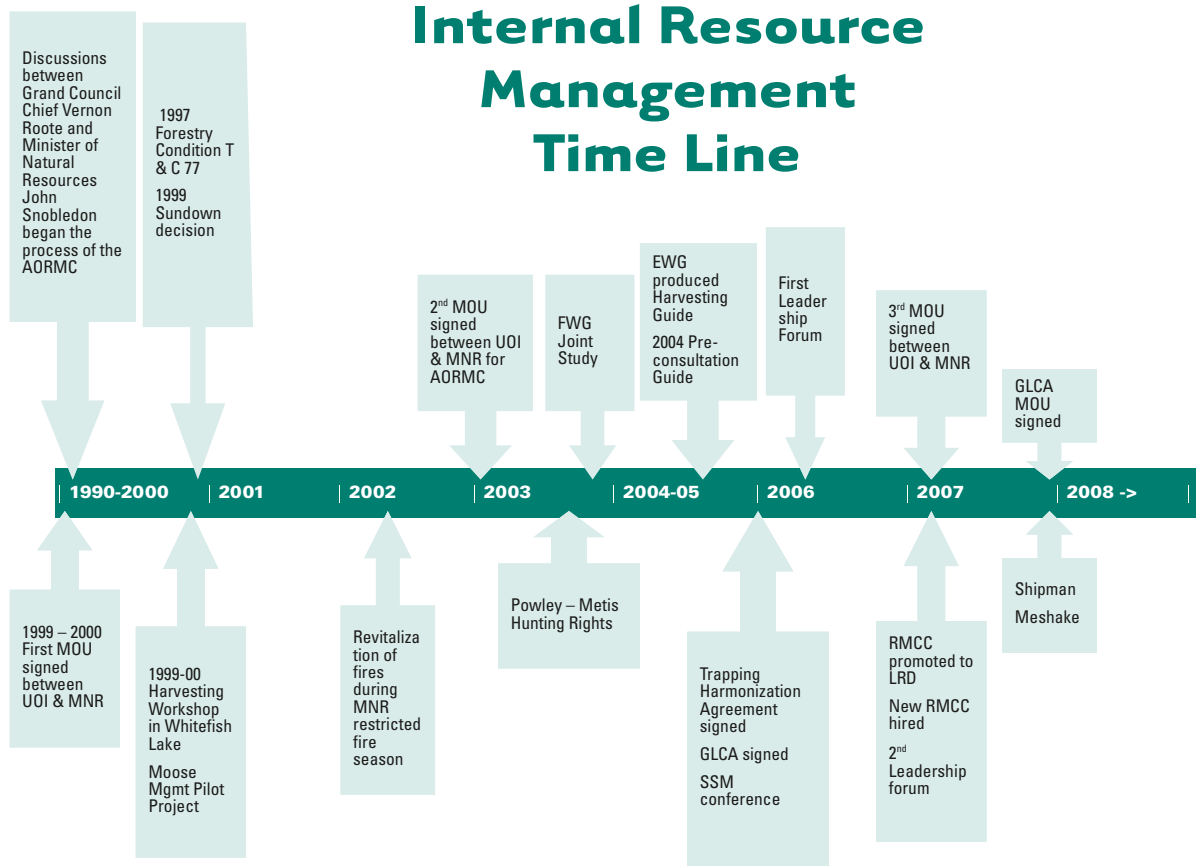 Internal Resource
Management
Time Line
Discussions
between
Grand Council
Chief Vernon
Roote and
Minister of
Natural
Resources
John
Snobledon
began the
process of the
AORMC
1997
Forestry
Condition T
& C 77
1999
Sundown
decision
2nd MOU
signed
between UOI
& MNR for
AORMC
FWG
Joint
Study
EWG
produced
Harvesting
Guide
2004 Pre-
consultation
Guide
First
Leader
ship
Forum
3rd MOU
signed
between
UOI & MNR
GLCA
MOU
signed
1990-2000
2001
2002
2003
2004-05
2006
2007
2008 ->
1999 – 2000
First MOU
signed
between
UOI & MNR
1999-00
Harvesting
Workshop
in Whitefish
Lake
Moose
Mgmt Pilot
Project
Revitaliza
tion of
fires
during
MNR
restricted
fire
season
Powley – Metis
Hunting Rights
Trapping
Harmonization
Agreement
signed
GLCA signed
SSM
conference
RMCC
promoted to
LRD
New RMCC
hired
2nd
Leadership
forum
Shipman
Meshake